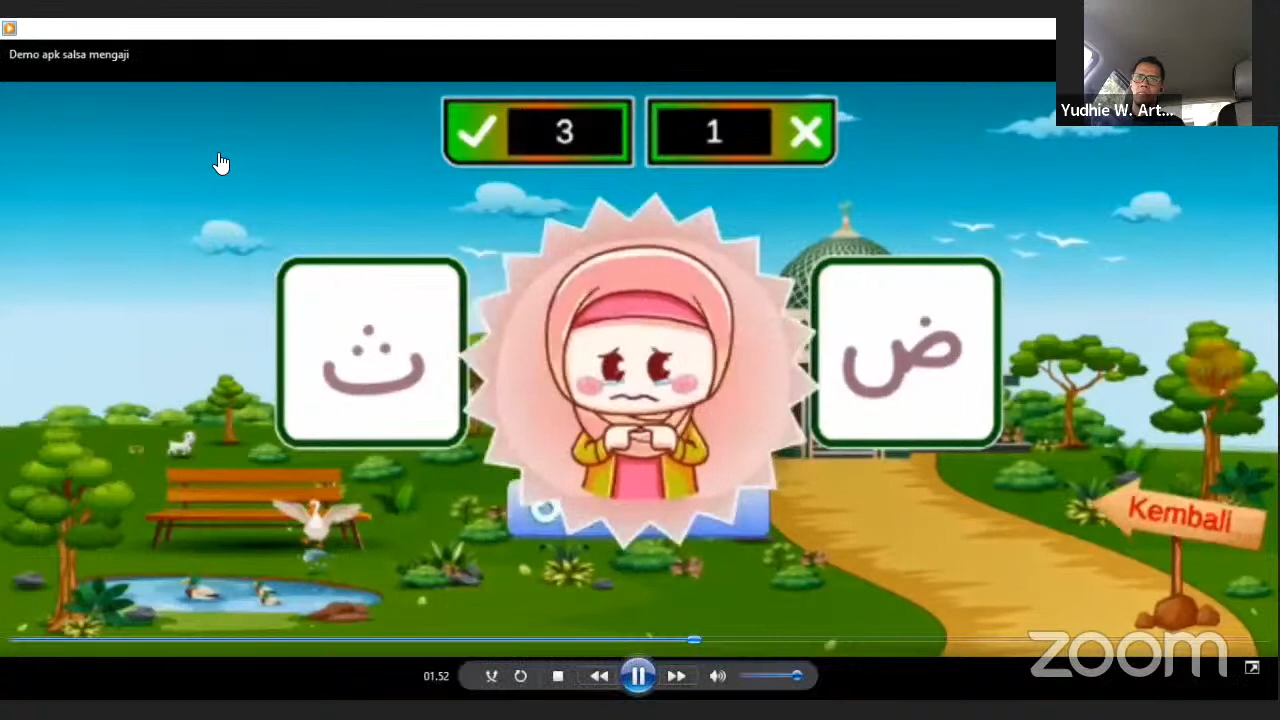 Demo apk salsa mengaji
Yudhie W. Art...
3 1
ث ض
Kembali
zoom
01.52